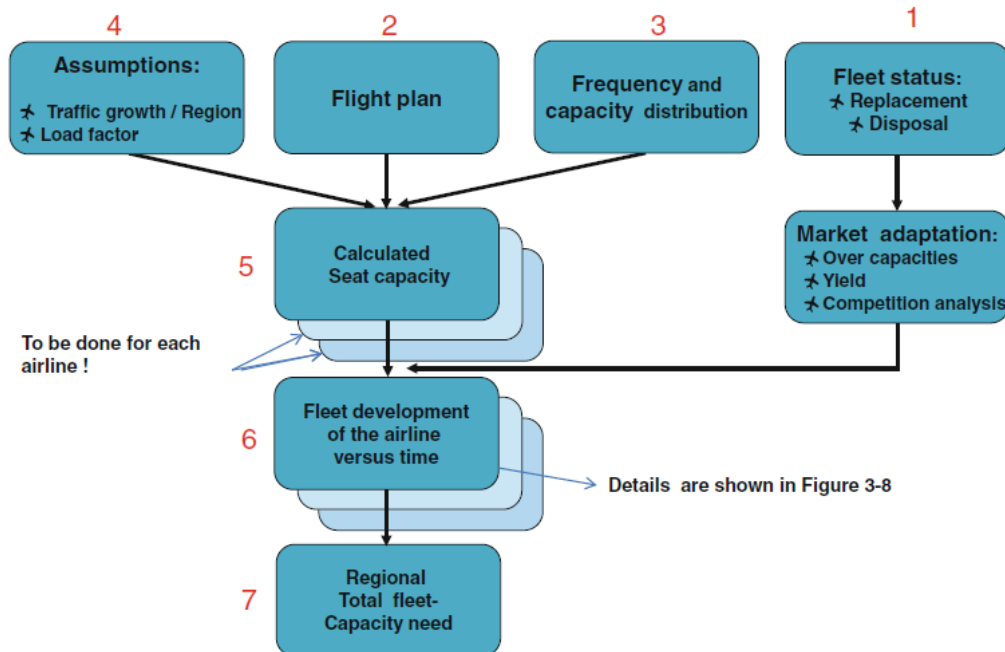 4
2
3
1
Assumptions:
Traffic growth / Region
Load factor
Flight plan
Frequency and
capacity distribution
Fleet status:
Replacement
Disposal
5
Calculated
Seat capacity
Market adaptation:
Over capacities
Yield
Competition analysis
To be done for each
airline !
6
Fleet development
of the airline
versus time
Details are shown in Figure 3-8
7
Regional
Total fleet-
Capacity need